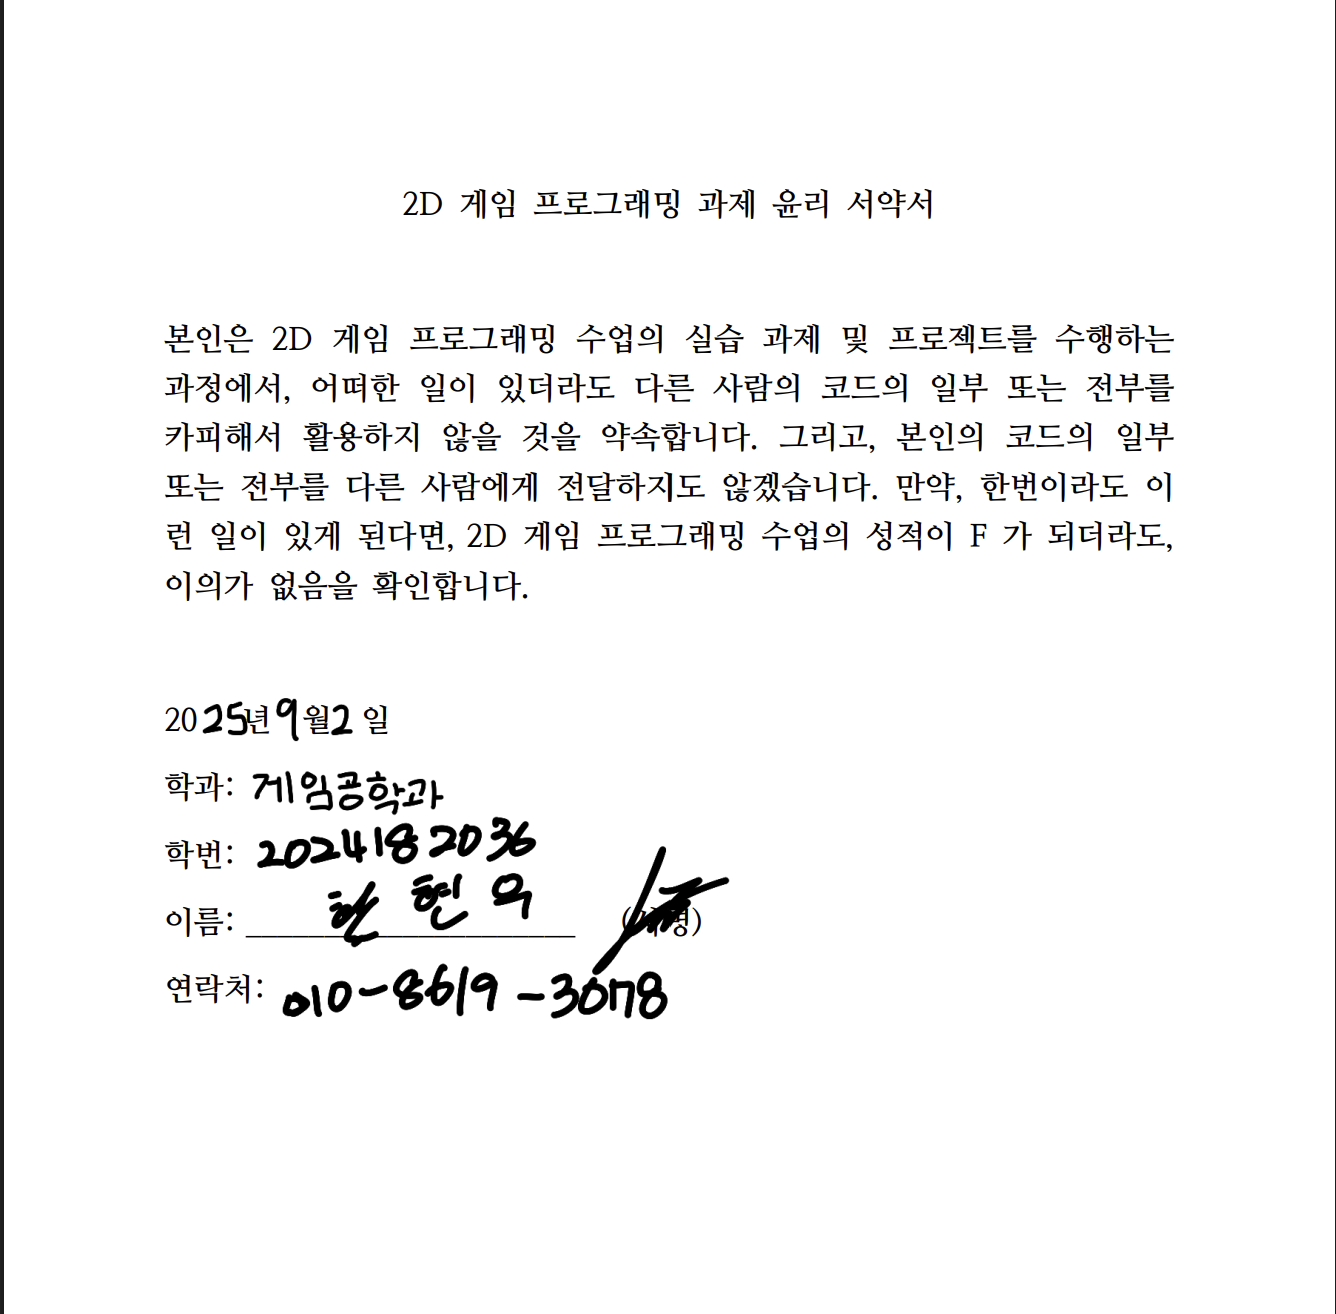 2D 게임 프로그래밍 과제 윤리 서약서
본인은 2D 게임 프로그래밍 수업의 실습 과제 및 프로젝트를 수행하는
과정에서, 어떠한 일이 있더라도 다른 사람의 코드의 일부 또는 전부를
카피해서 활용하지 않을 것을 약속합니다. 그리고, 본인의 코드의 일부
또는 전부를 다른 사람에게 전달하지도 않겠습니다. 만약, 한번이라도 이
런 일이 있게 된다면, 2D 게임 프로그래밍 수업의 성적이 F 가 되더라도,
이의가 없음을 확인합니다.
2025년 9월 2 일
학과: 게임공학과
학번: 2024182036
이름: 현
연락처: 010-8619-3078